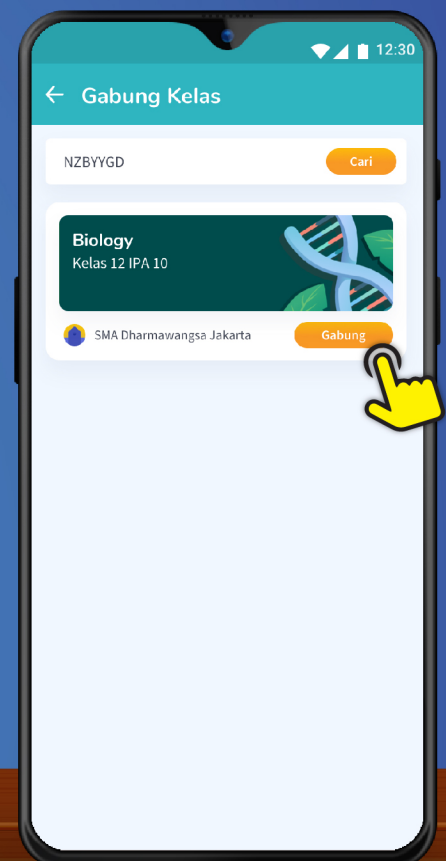 12:30
Gabung Kelas
NZBYYGD
Cari
Biology
Kelas 12 IPA 10
SMA Dharmawangsa Jakarta
Gabung